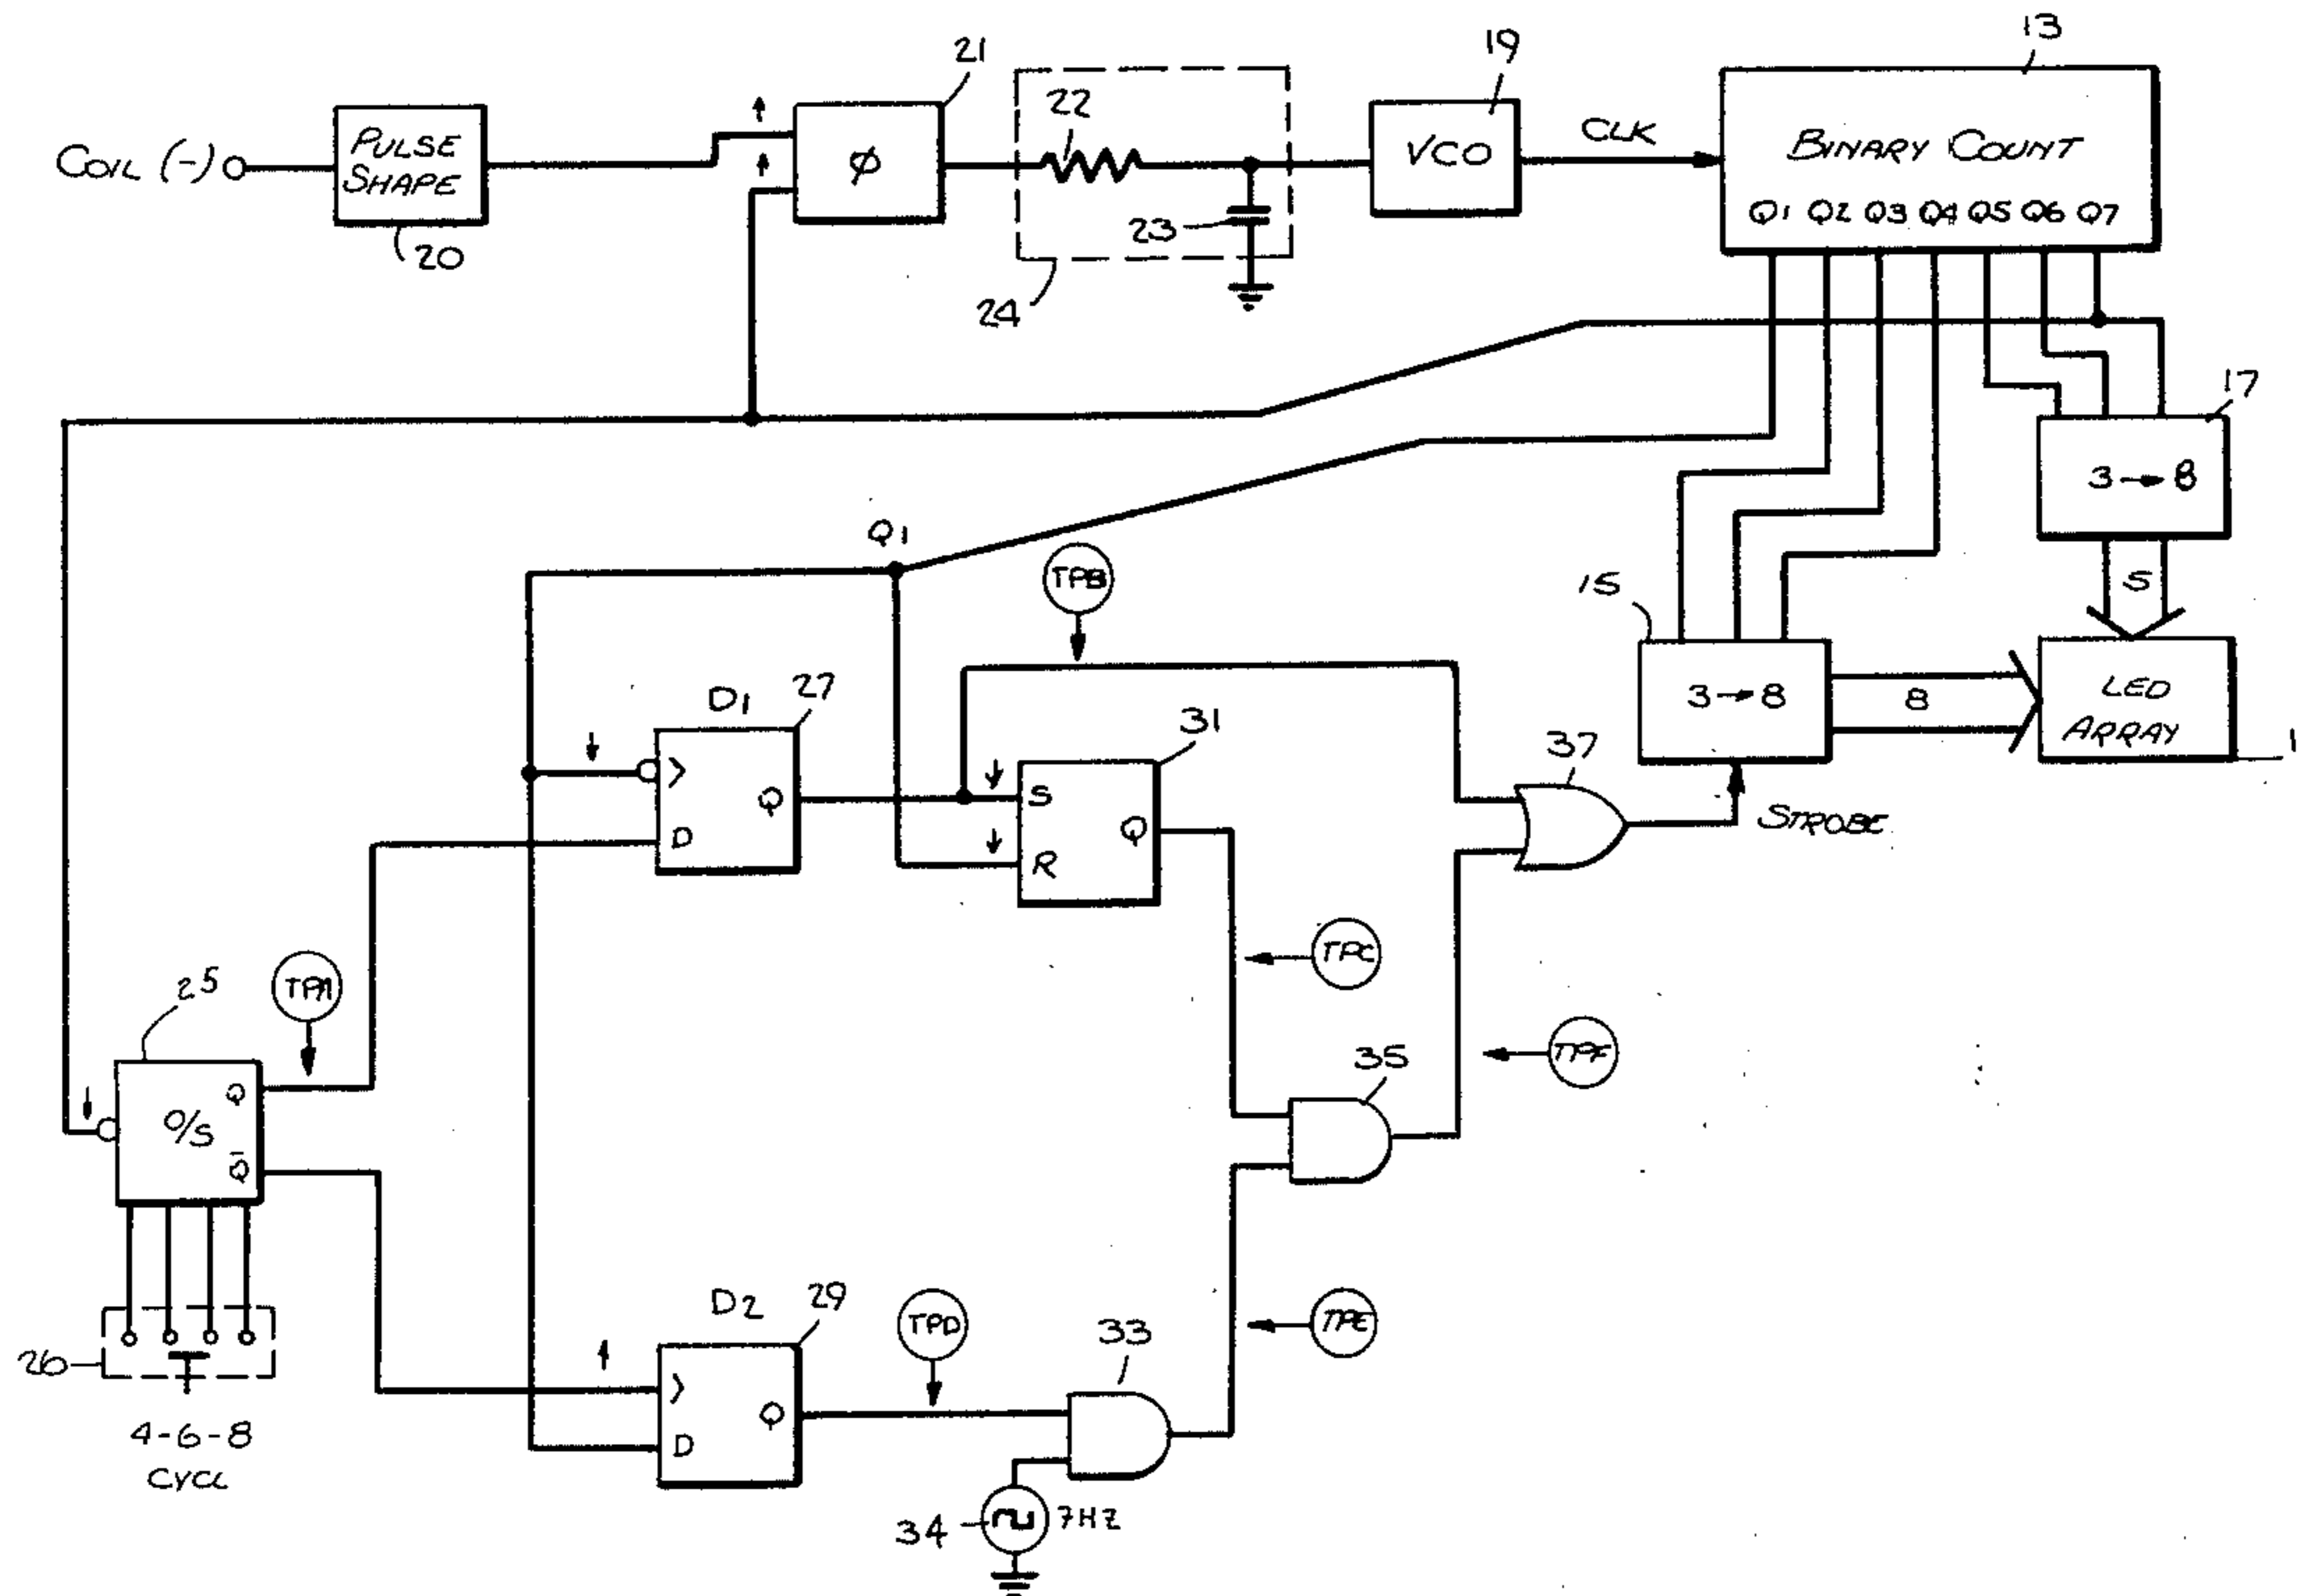 13
21
19
22
COIL (-)
PULSE
SHAPE
Ø
VCO
CLK
BINARY COUNT
Q1 Q2 Q3 Q4 Q5 Q6 Q7
23
20
24
17
3→8
Q1
TPB
15
5
D1
27
31
3→8
8
LED
ARRAY
1
37
S
Q
Q
STROBE
D
R
TPC
25
TPA
35
TPF
Q
O/S
Q̄
D2
29
TPD
33
TPE
26
Q
D
4-6-8
CYCL
34
7HZ